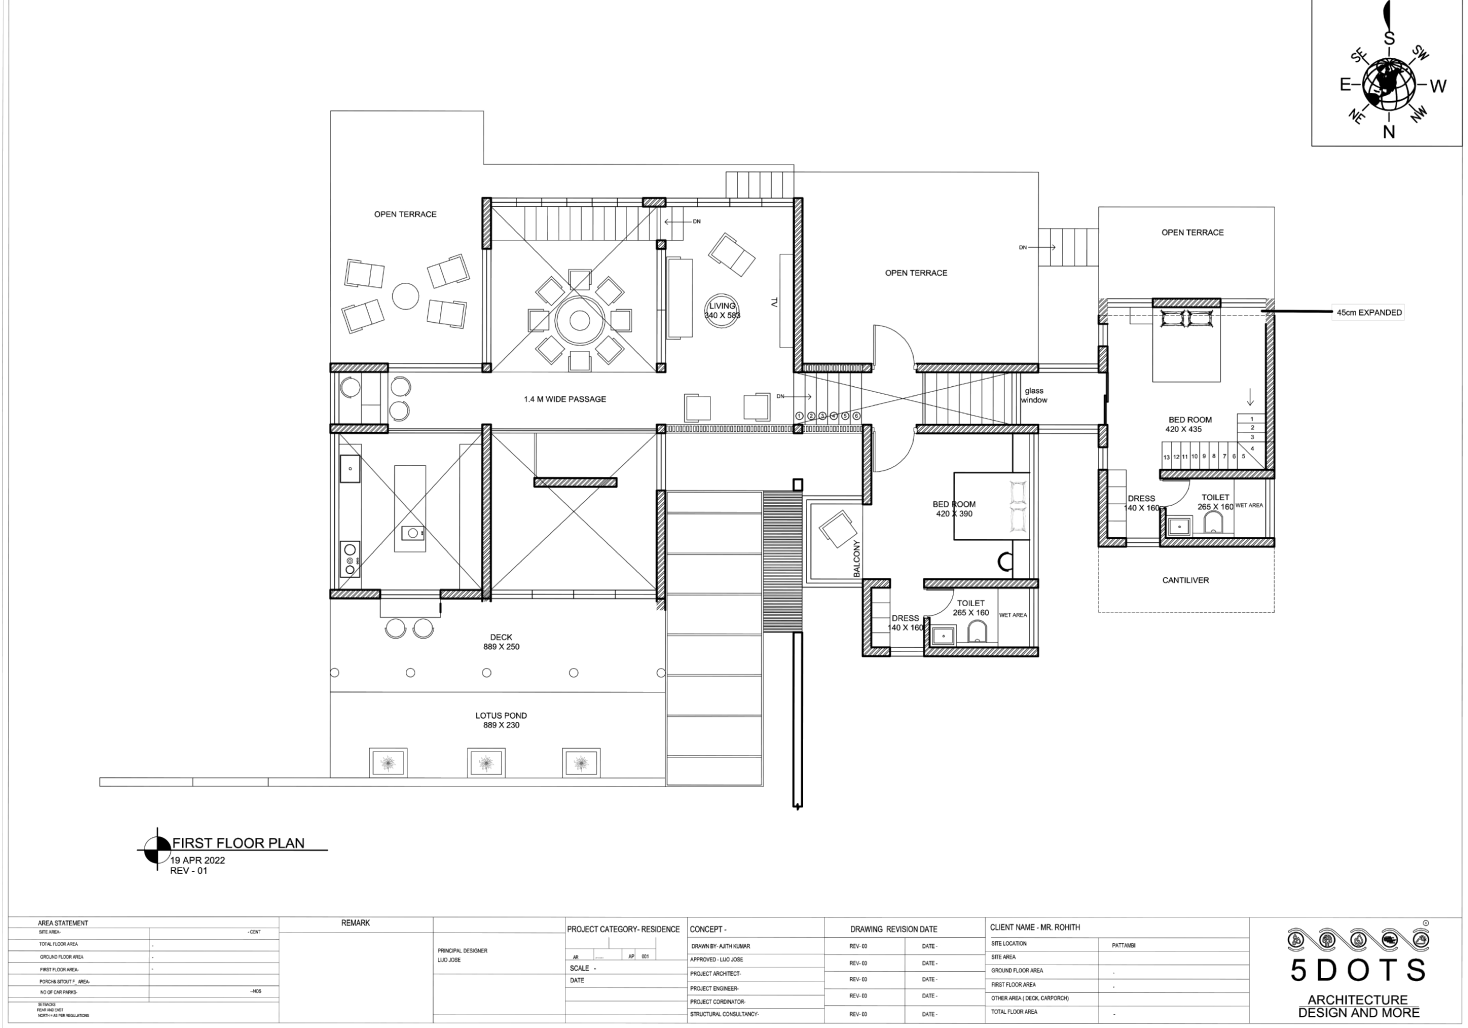 S
SE
SW
E
W
NE
NW
N
OPEN TERRACE
DN
OPEN TERRACE
DN
OPEN TERRACE
LIVING
340 X 583
TV
45cm EXPANDED
1.4 M WIDE PASSAGE
DN
1 2 3 4 5 6
glass
window
BED ROOM
420 X 435
1
2
3
4
13 12 11 10 9 8 7 6 5
BED ROOM
420 X 390
DRESS
140 X 160
TOILET
265 X 160
WET AREA
BALCONY
CANTILIVER
TOILET
265 X 160
WET AREA
DRESS
140 X 160
DECK
889 X 250
LOTUS POND
889 X 230
FIRST FLOOR PLAN
19 APR 2022
REV - 01
AREA STATEMENT
SITE AREA-
-CENT
TOTAL FLOOR AREA
-
GROUND FLOOR AREA
-
FIRST FLOOR AREA-
-
PORCH& SITOUT F_ AREA-
NO OF CAR PARKS-
-NOS
SETBACKS
REAR AND EAST
NORTH = AS PER REGULATIONS
REMARK
PRINCIPAL DESIGNER
LIJO JOSE
PROJECT CATEGORY- RESIDENCE
AR
AP
001
SCALE -
DATE
CONCEPT -
DRAWN BY- AJITH KUMAR
APPROVED - LIJO JOSE
PROJECT ARCHITECT-
PROJECT ENGINEER-
PROJECT CORDINATOR-
STRUCTURAL CONSULTANCY-
DRAWING REVISION DATE
REV- 00 DATE -
REV- 00 DATE -
REV- 00 DATE -
REV- 00 DATE -
REV- 00 DATE -
CLIENT NAME - MR. ROHITH
SITE LOCATION PATTAMBI
SITE AREA
GROUND FLOOR AREA -
FIRST FLOOR AREA -
OTHER AREA ( DECK, CARPORCH)
TOTAL FLOOR AREA -
5DOTS
ARCHITECTURE
DESIGN AND MORE